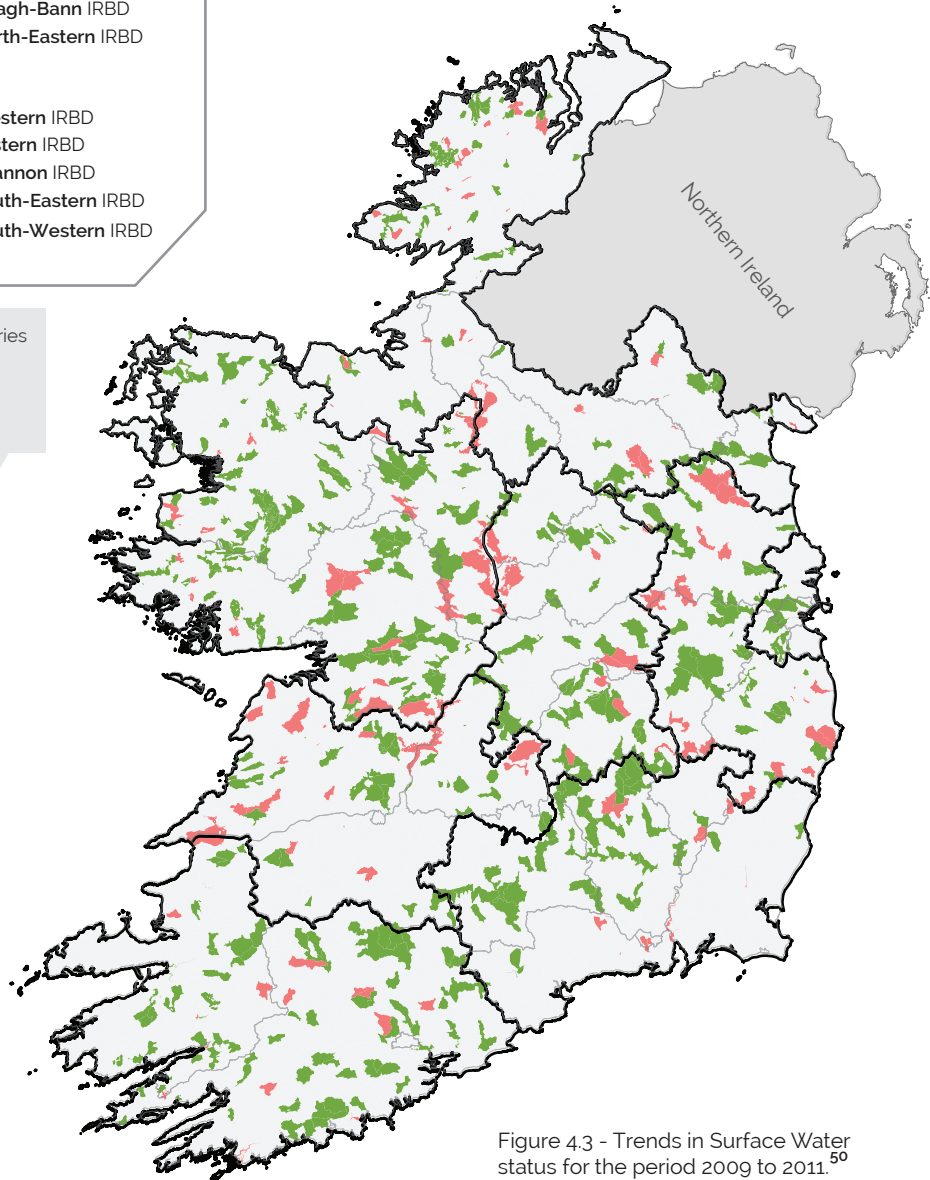 agh-Bann IRBD
rth-Eastern IRBD
estern IRBD
stern IRBD
annon IRBD
uth-Eastern IRBD
uth-Western IRBD
ries
Northern Ireland
Figure 4.3 - Trends in Surface Water
status for the period 2009 to 2011.50